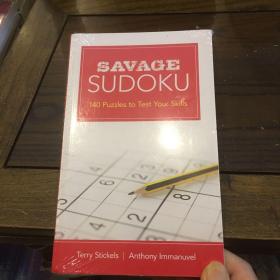 SAVAGE
SUDOKU
140 Puzzles to Test Your Skills
Terry Stickels | Anthony Immanuvel